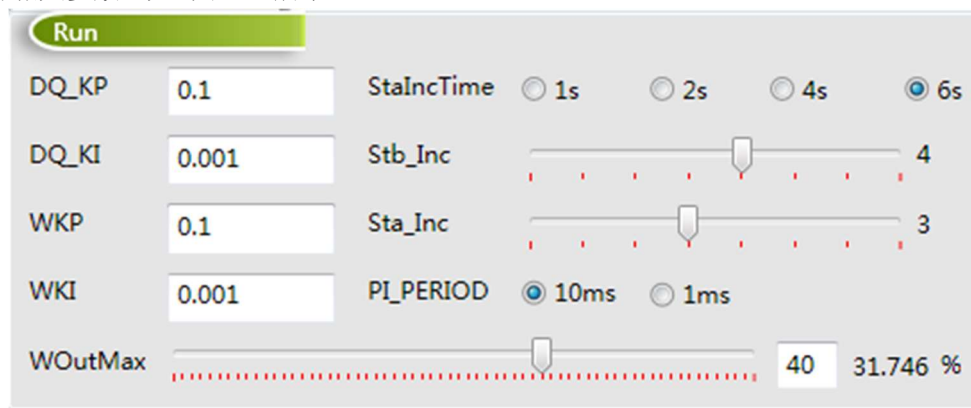 Run
DQ_KP 0.1 StaIncTime 1s 2s 4s 6s
DQ_KI 0.001 Stb_Inc 4
WKP 0.1 Sta_Inc 3
WKI 0.001 PI_PERIOD 10ms 1ms
WOutMax 40 31.746 %